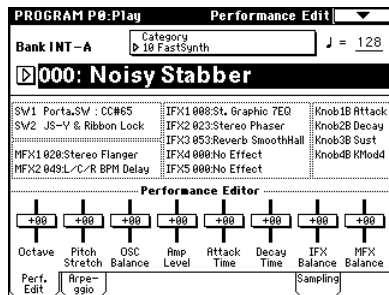 PROGRAM P0:Play Performance Edit
Bank INT-A Category ▷10 FastSynth ♩= 128
000: Noisy Stabber
SW1 Porta.SW : CC#65 IFX1 008:St. Graphic 7EQ Knob1B Attack
SW2 JS-Y & Ribbon Lock IFX2 023:Stereo Phaser Knob2B Decay
IFX3 053:Reverb SmoothHall Knob3B Sust
MFX1 020:Stereo Flanger IFX4 000:No Effect Knob4B KMod4
MFX2 049:L/C/R BPM Delay IFX5 000:No Effect
Performance Editor
+00 +00 +00 +00 +00 +00 +00 +00
Octave Pitch Stretch OSC Balance Amp Level Attack Time Decay Time IFX Balance MFX Balance
Perf. Edit Arpe-ggio Sampling